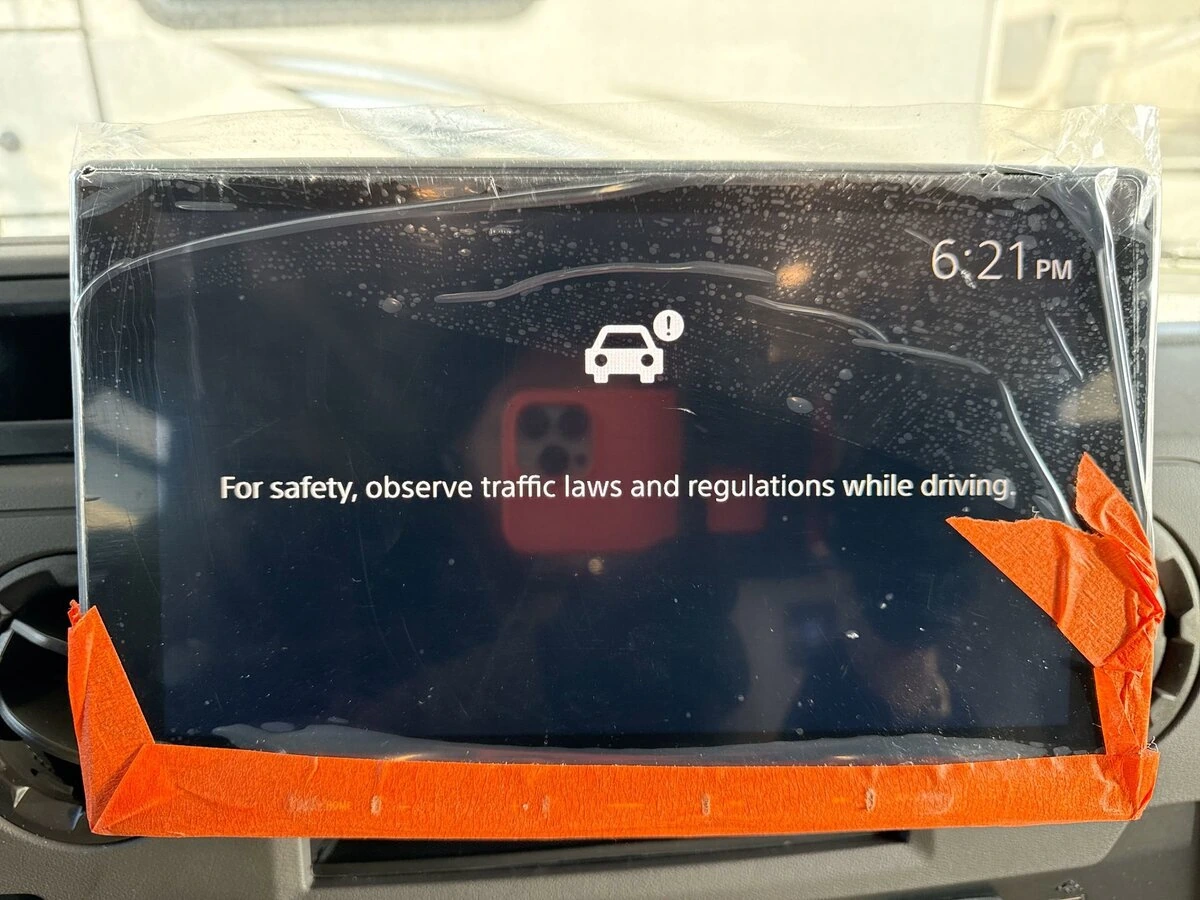 6:21 PM
For safety, observe traffic laws and regulations while driving.